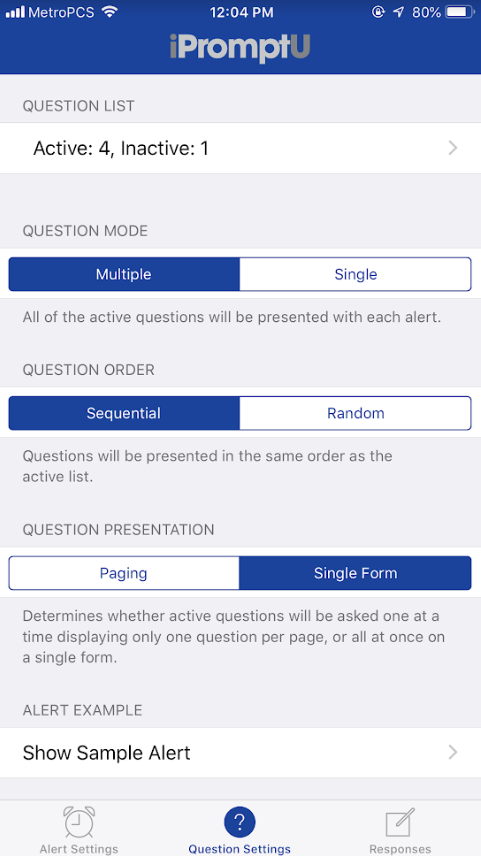 MetroPCS 12:04 PM 80%
iPromptU
QUESTION LIST
Active: 4, Inactive: 1
QUESTION MODE
Multiple Single
All of the active questions will be presented with each alert.
QUESTION ORDER
Sequential Random
Questions will be presented in the same order as the
active list.
QUESTION PRESENTATION
Paging Single Form
Determines whether active questions will be asked one at a
time displaying only one question per page, or all at once on
a single form.
ALERT EXAMPLE
Show Sample Alert
?
Alert Settings Question Settings Responses